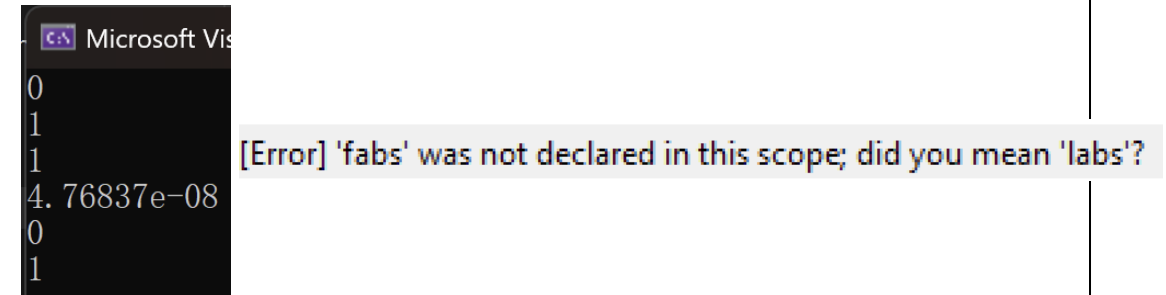 Microsoft Vis
0
1
1
4.76837e-08
0
1
[Error] 'fabs' was not declared in this scope; did you mean 'labs'?